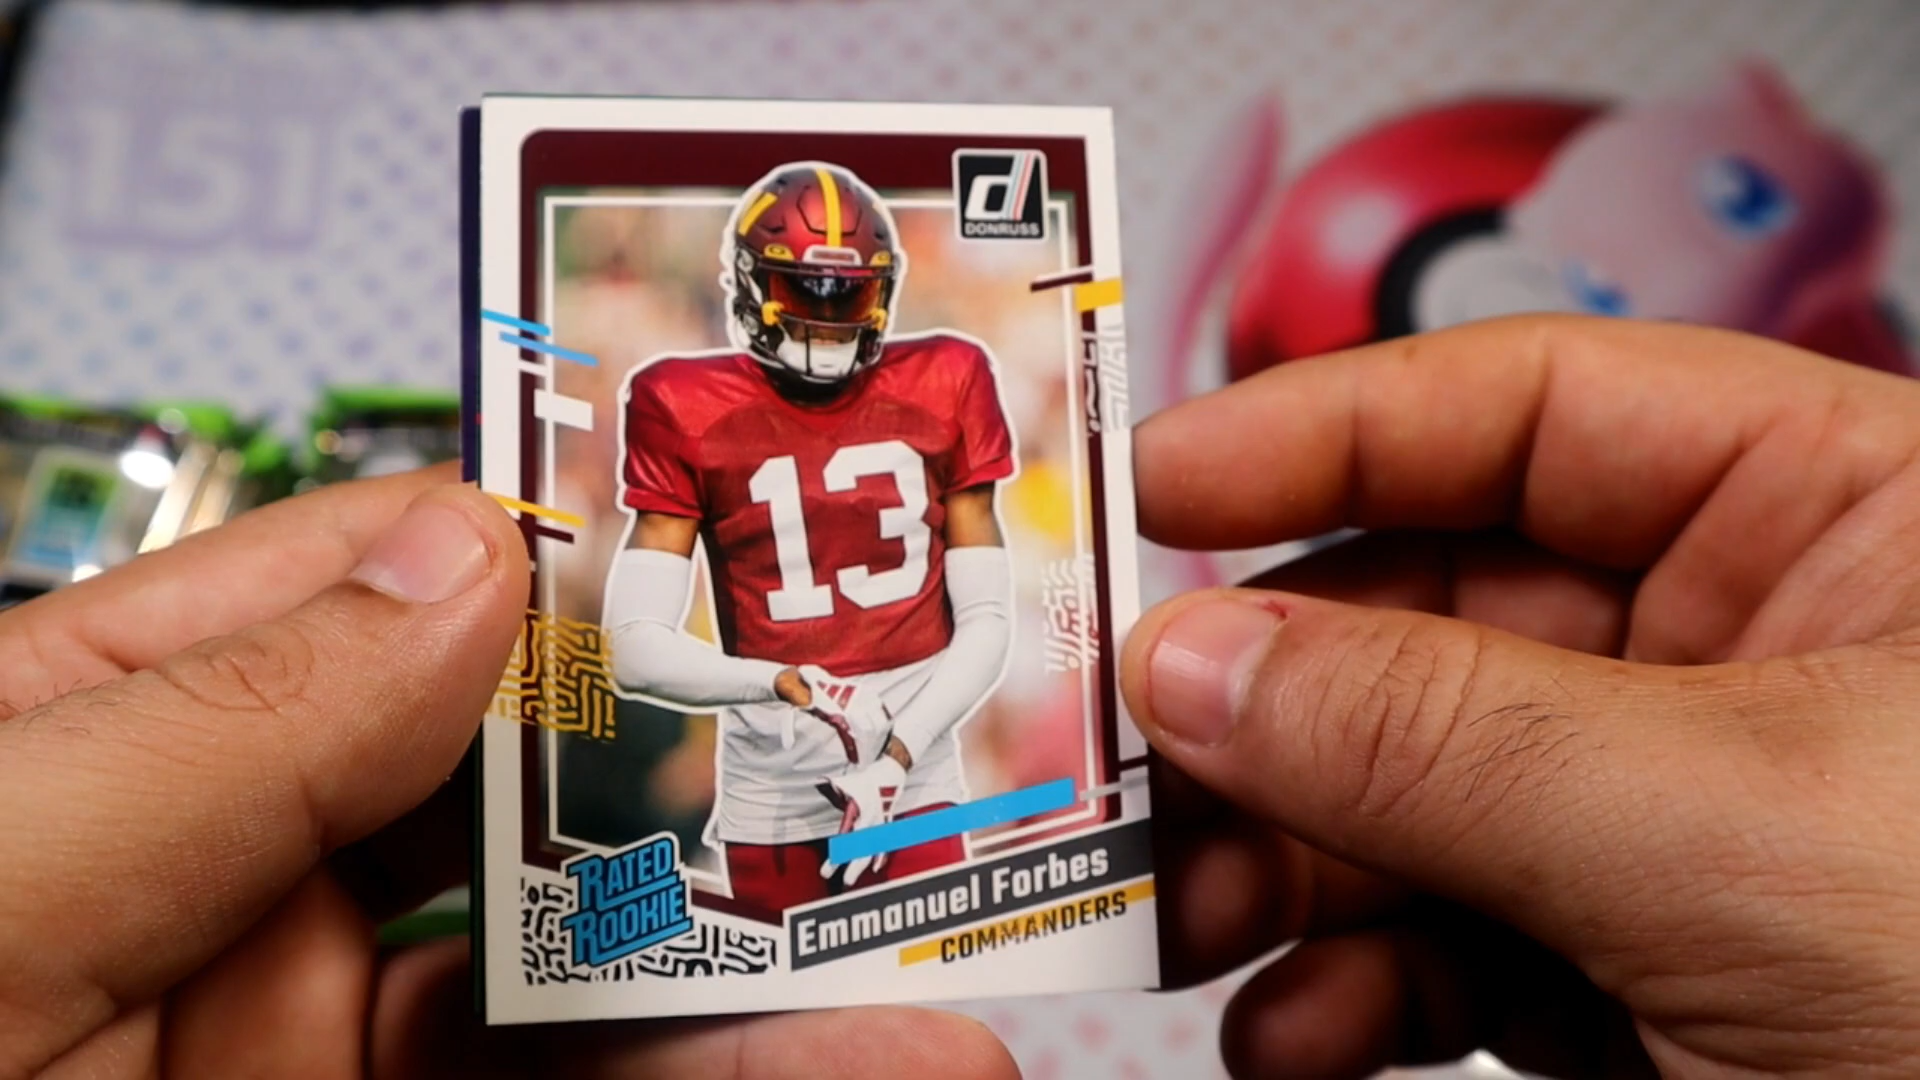 151
d
DONRUSS
13
RATED
ROOKIE
Emmanuel Forbes
COMMANDERS